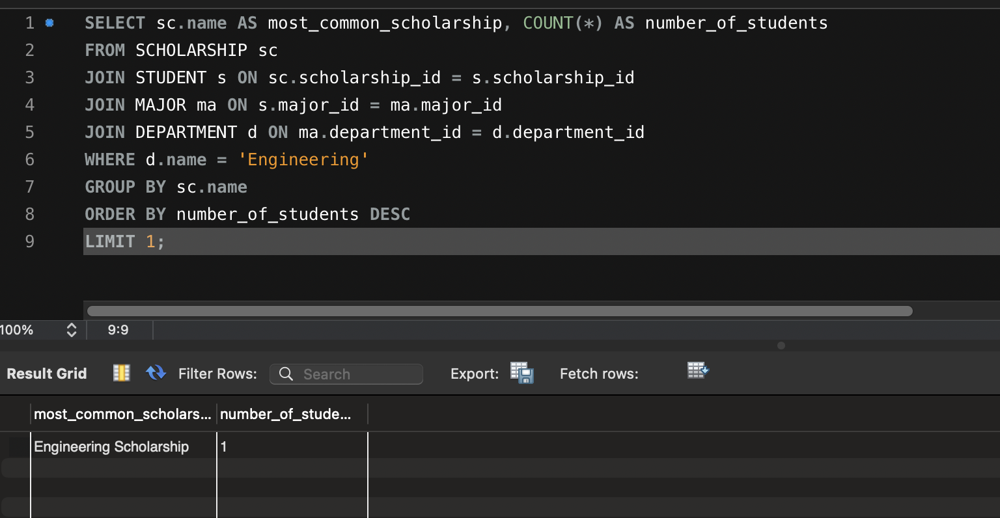 1 SELECT sc.name AS most_common_scholarship, COUNT(*) AS number_of_students
2 FROM SCHOLARSHIP sc
3 JOIN STUDENT s ON sc.scholarship_id = s.scholarship_id
4 JOIN MAJOR ma ON s.major_id = ma.major_id
5 JOIN DEPARTMENT d ON ma.department_id = d.department_id
6 WHERE d.name = 'Engineering'
7 GROUP BY sc.name
8 ORDER BY number_of_students DESC
9 LIMIT 1;
100% 9:9
Result Grid Filter Rows: Search Export: Fetch rows:
most_common_scholars... number_of_stude...
Engineering Scholarship 1